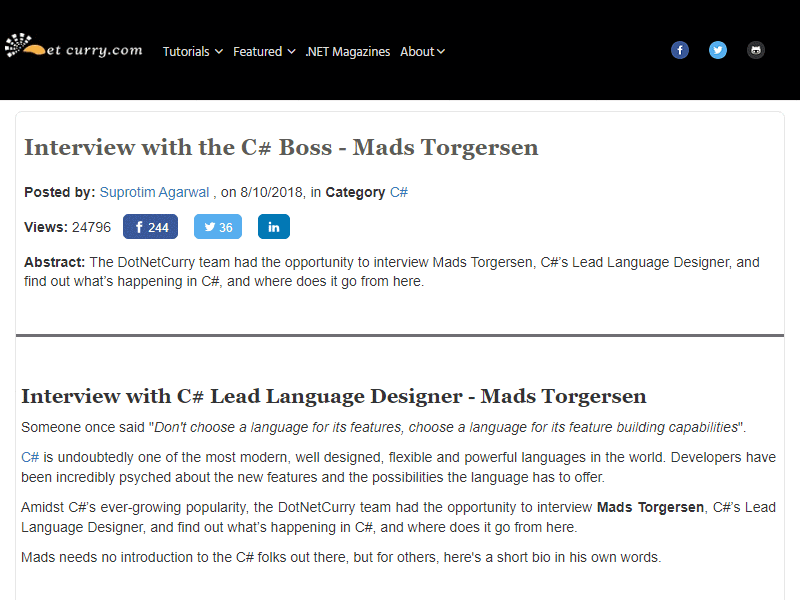 et curry.com Tutorials Featured .NET Magazines About
Interview with the C# Boss - Mads Torgersen
Posted by: Suprotim Agarwal , on 8/10/2018, in Category C#
Views: 24796 f 244 36 in
Abstract: The DotNetCurry team had the opportunity to interview Mads Torgersen, C#’s Lead Language Designer, and
find out what’s happening in C#, and where does it go from here.
Interview with C# Lead Language Designer - Mads Torgersen
Someone once said "Don't choose a language for its features, choose a language for its feature building capabilities".
C# is undoubtedly one of the most modern, well designed, flexible and powerful languages in the world. Developers have
been incredibly psyched about the new features and the possibilities the language has to offer.
Amidst C#’s ever-growing popularity, the DotNetCurry team had the opportunity to interview Mads Torgersen, C#’s Lead
Language Designer, and find out what’s happening in C#, and where does it go from here.
Mads needs no introduction to the C# folks out there, but for others, here's a short bio in his own words.